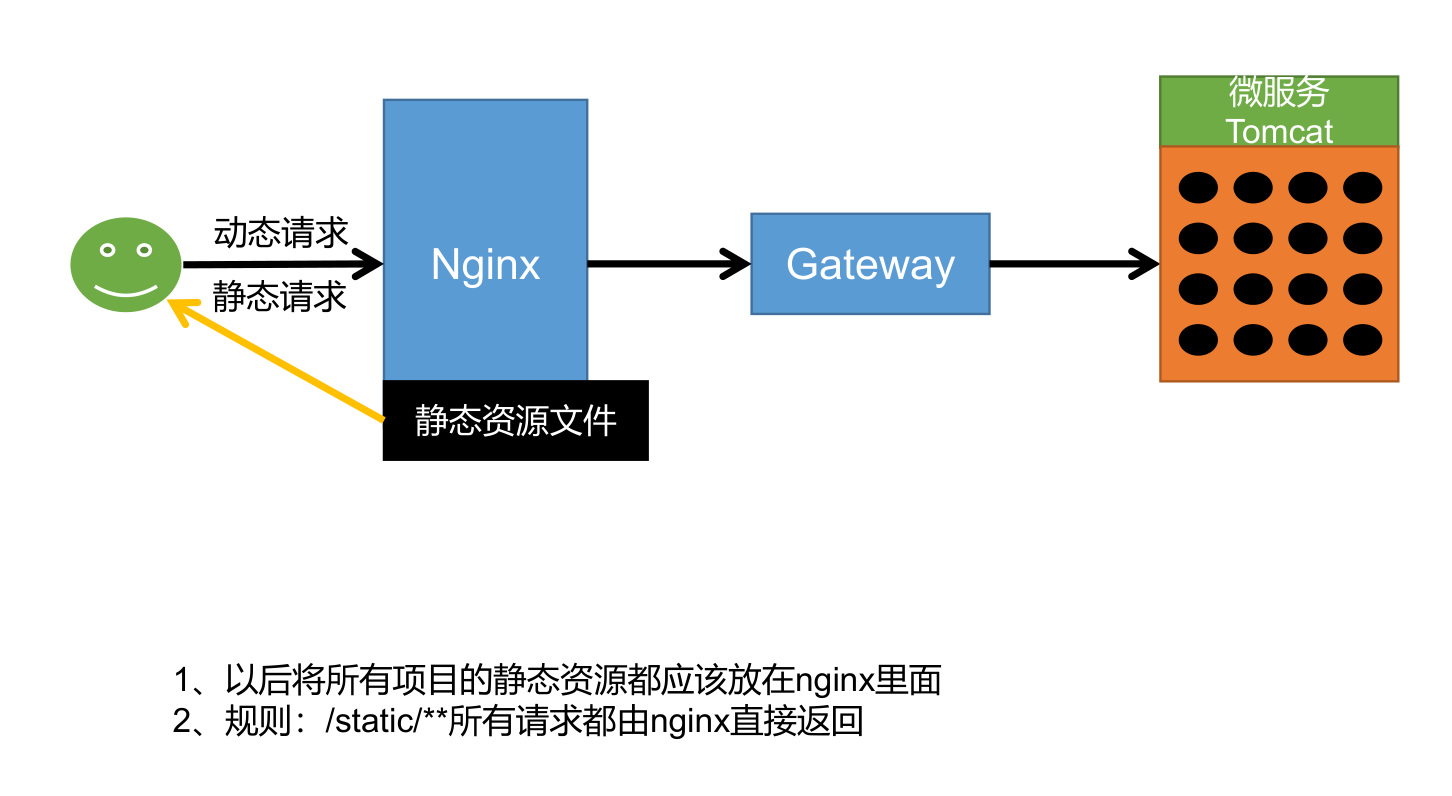 微服务
Tomcat
动态请求
静态请求
Nginx
Gateway
静态资源文件
1、以后将所有项目的静态资源都应该放在nginx里面
2、规则：/static/**所有请求都由nginx直接返回